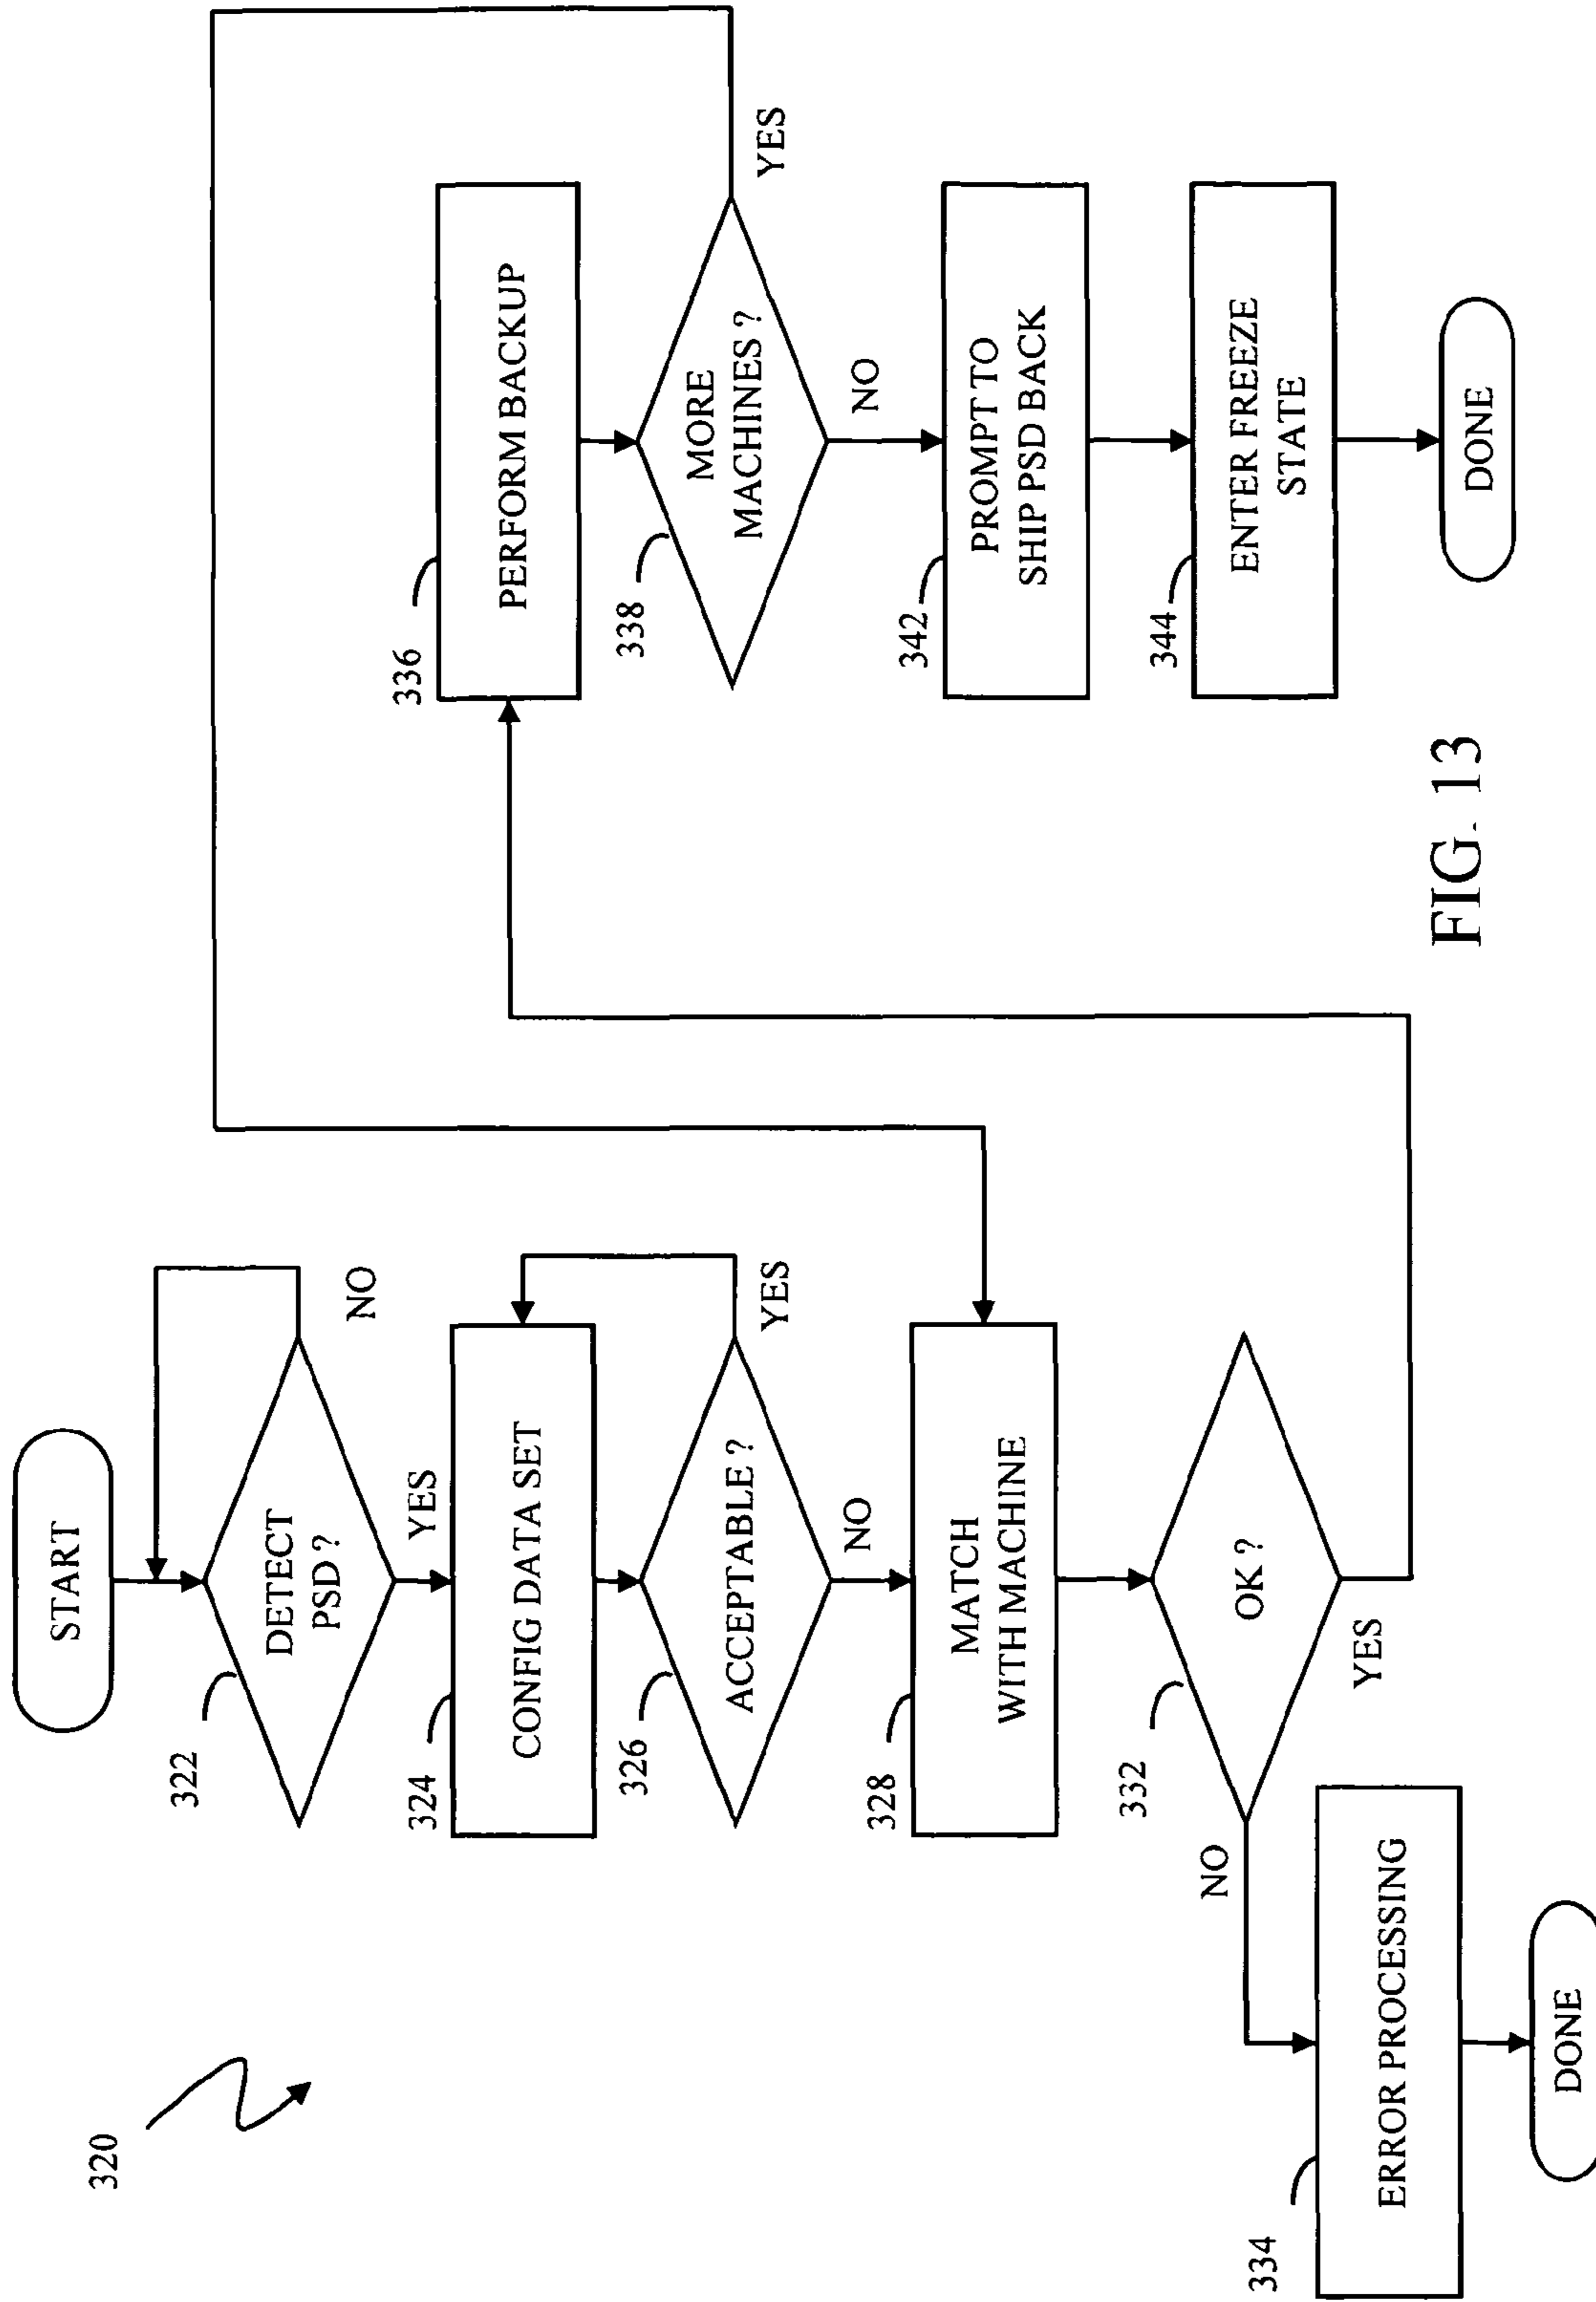 320
START
322
DETECT
PSD ?
NO
YES
324
CONFIG DATA SET
326
ACCEPTABLE ?
YES
NO
328
MATCH
WITH MACHINE
332
OK ?
NO
YES
334
ERROR PROCESSING
DONE
336
PERFORM BACKUP
338
MORE
MACHINES ?
YES
NO
342
PROMPT TO
SHIP PSD BACK
344
ENTER FREEZE
STATE
DONE
FIG. 13